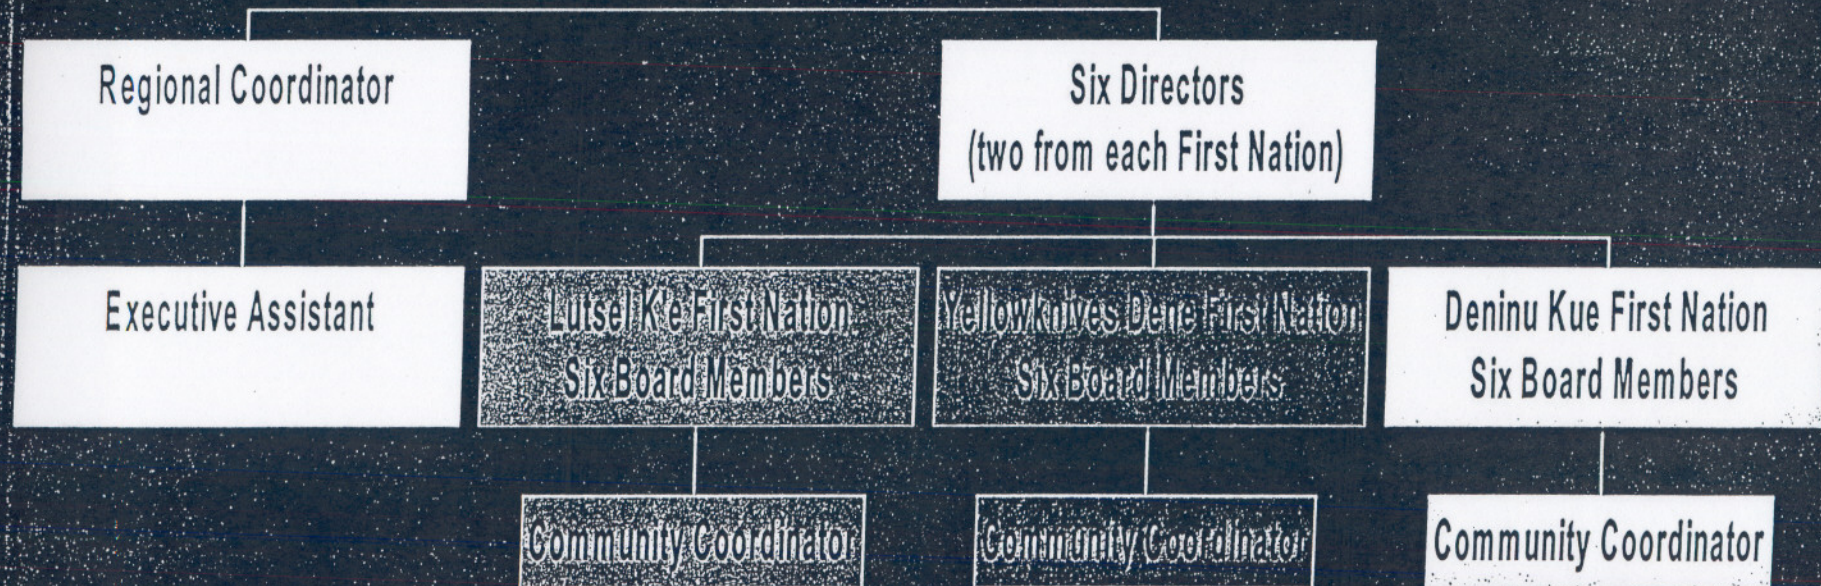 Regional Coordinator
Six Directors
(two from each First Nation)
Executive Assistant
Lutsel K'e First Nation
Six Board Members
Yellowknives Dene First Nation
Six Board Members
Deninu Kue First Nation
Six Board Members
Community Coordinator
Community Coordinator
Community Coordinator